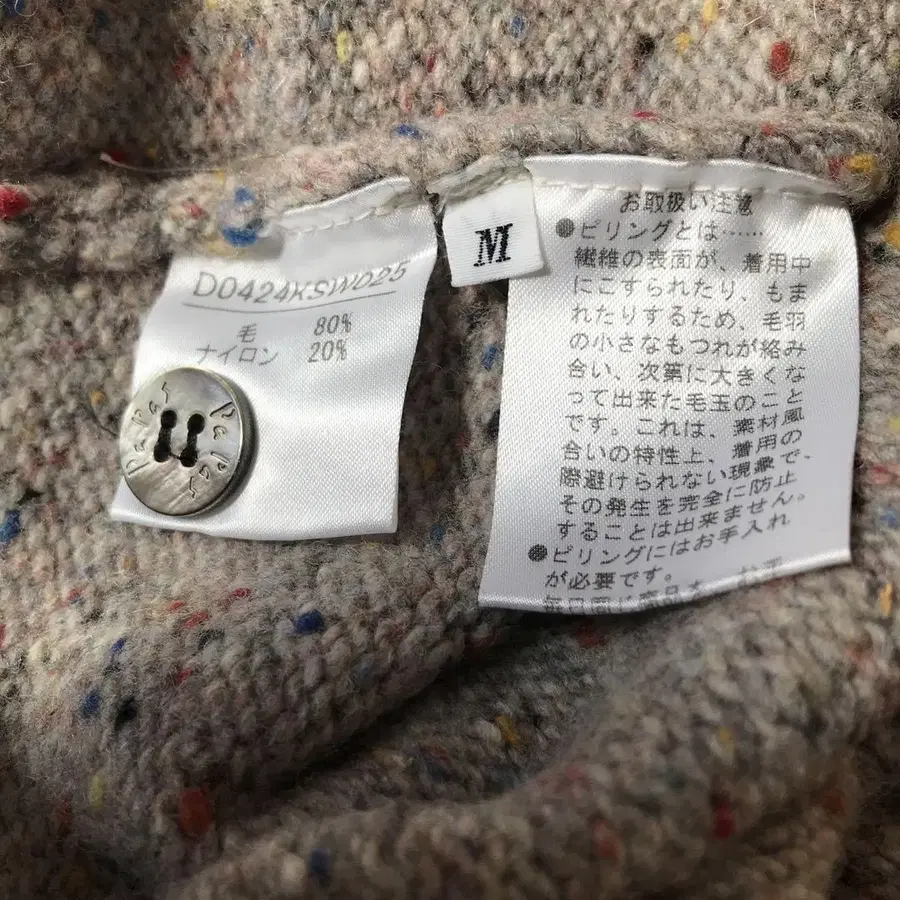 D0424KSW025
毛 80%
ナイロン 20%
Papas Papas
M
お取扱い注意
●ピリングとは……
繊維の表面が、着用中
にこすられたり、もま
れたりするため、毛羽
の小さなもつれが絡み
合い、次第に大きくな
って出来た毛玉のこと
です。これは、素材風
合いの特性上、着用の
際避けられない現象で、
その発生を完全に防止
することは出来ません。
●ピリングにはお手入れ
が必要です。